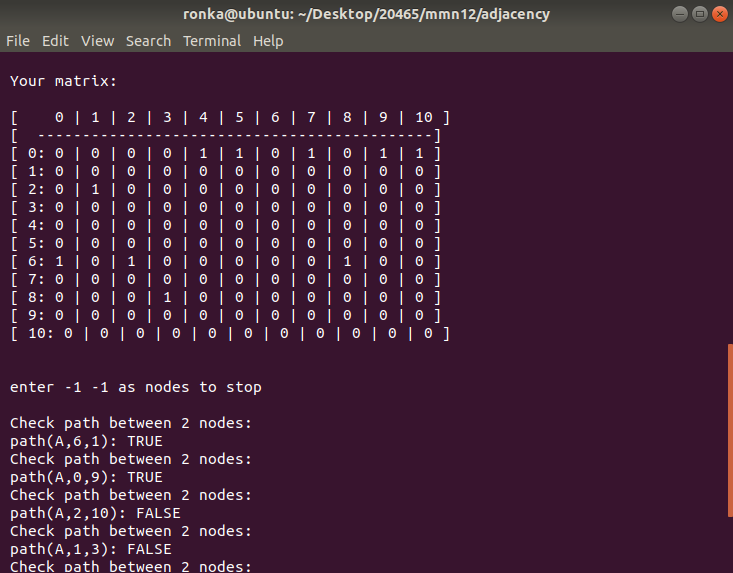 ronka@ubuntu: ~/Desktop/20465/mmn12/adjacency
File Edit View Search Terminal Help
Your matrix:
[    0 | 1 | 2 | 3 | 4 | 5 | 6 | 7 | 8 | 9 | 10 ]
[  --------------------------------------------]
[ 0: 0 | 0 | 0 | 0 | 1 | 1 | 0 | 1 | 0 | 1 | 1 ]
[ 1: 0 | 0 | 0 | 0 | 0 | 0 | 0 | 0 | 0 | 0 | 0 ]
[ 2: 0 | 1 | 0 | 0 | 0 | 0 | 0 | 0 | 0 | 0 | 0 ]
[ 3: 0 | 0 | 0 | 0 | 0 | 0 | 0 | 0 | 0 | 0 | 0 ]
[ 4: 0 | 0 | 0 | 0 | 0 | 0 | 0 | 0 | 0 | 0 | 0 ]
[ 5: 0 | 0 | 0 | 0 | 0 | 0 | 0 | 0 | 0 | 0 | 0 ]
[ 6: 1 | 0 | 1 | 0 | 0 | 0 | 0 | 0 | 1 | 0 | 0 ]
[ 7: 0 | 0 | 0 | 0 | 0 | 0 | 0 | 0 | 0 | 0 | 0 ]
[ 8: 0 | 0 | 0 | 1 | 0 | 0 | 0 | 0 | 0 | 0 | 0 ]
[ 9: 0 | 0 | 0 | 0 | 0 | 0 | 0 | 0 | 0 | 0 | 0 ]
[ 10: 0 | 0 | 0 | 0 | 0 | 0 | 0 | 0 | 0 | 0 | 0 ]
enter -1 -1 as nodes to stop
Check path between 2 nodes:
path(A,6,1): TRUE
Check path between 2 nodes:
path(A,0,9): TRUE
Check path between 2 nodes:
path(A,2,10): FALSE
Check path between 2 nodes:
path(A,1,3): FALSE
Check path between 2 nodes: